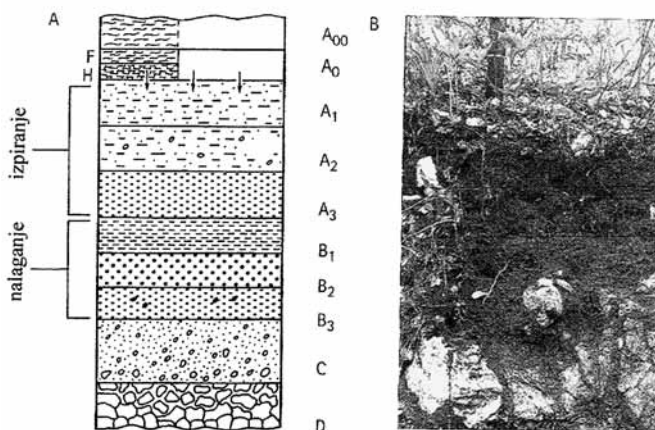 A
B
A₀₀
F
A₀
H
A₁
izpiranje
A₂
A₃
B₁
nalaganje
B₂
B₃
C
D